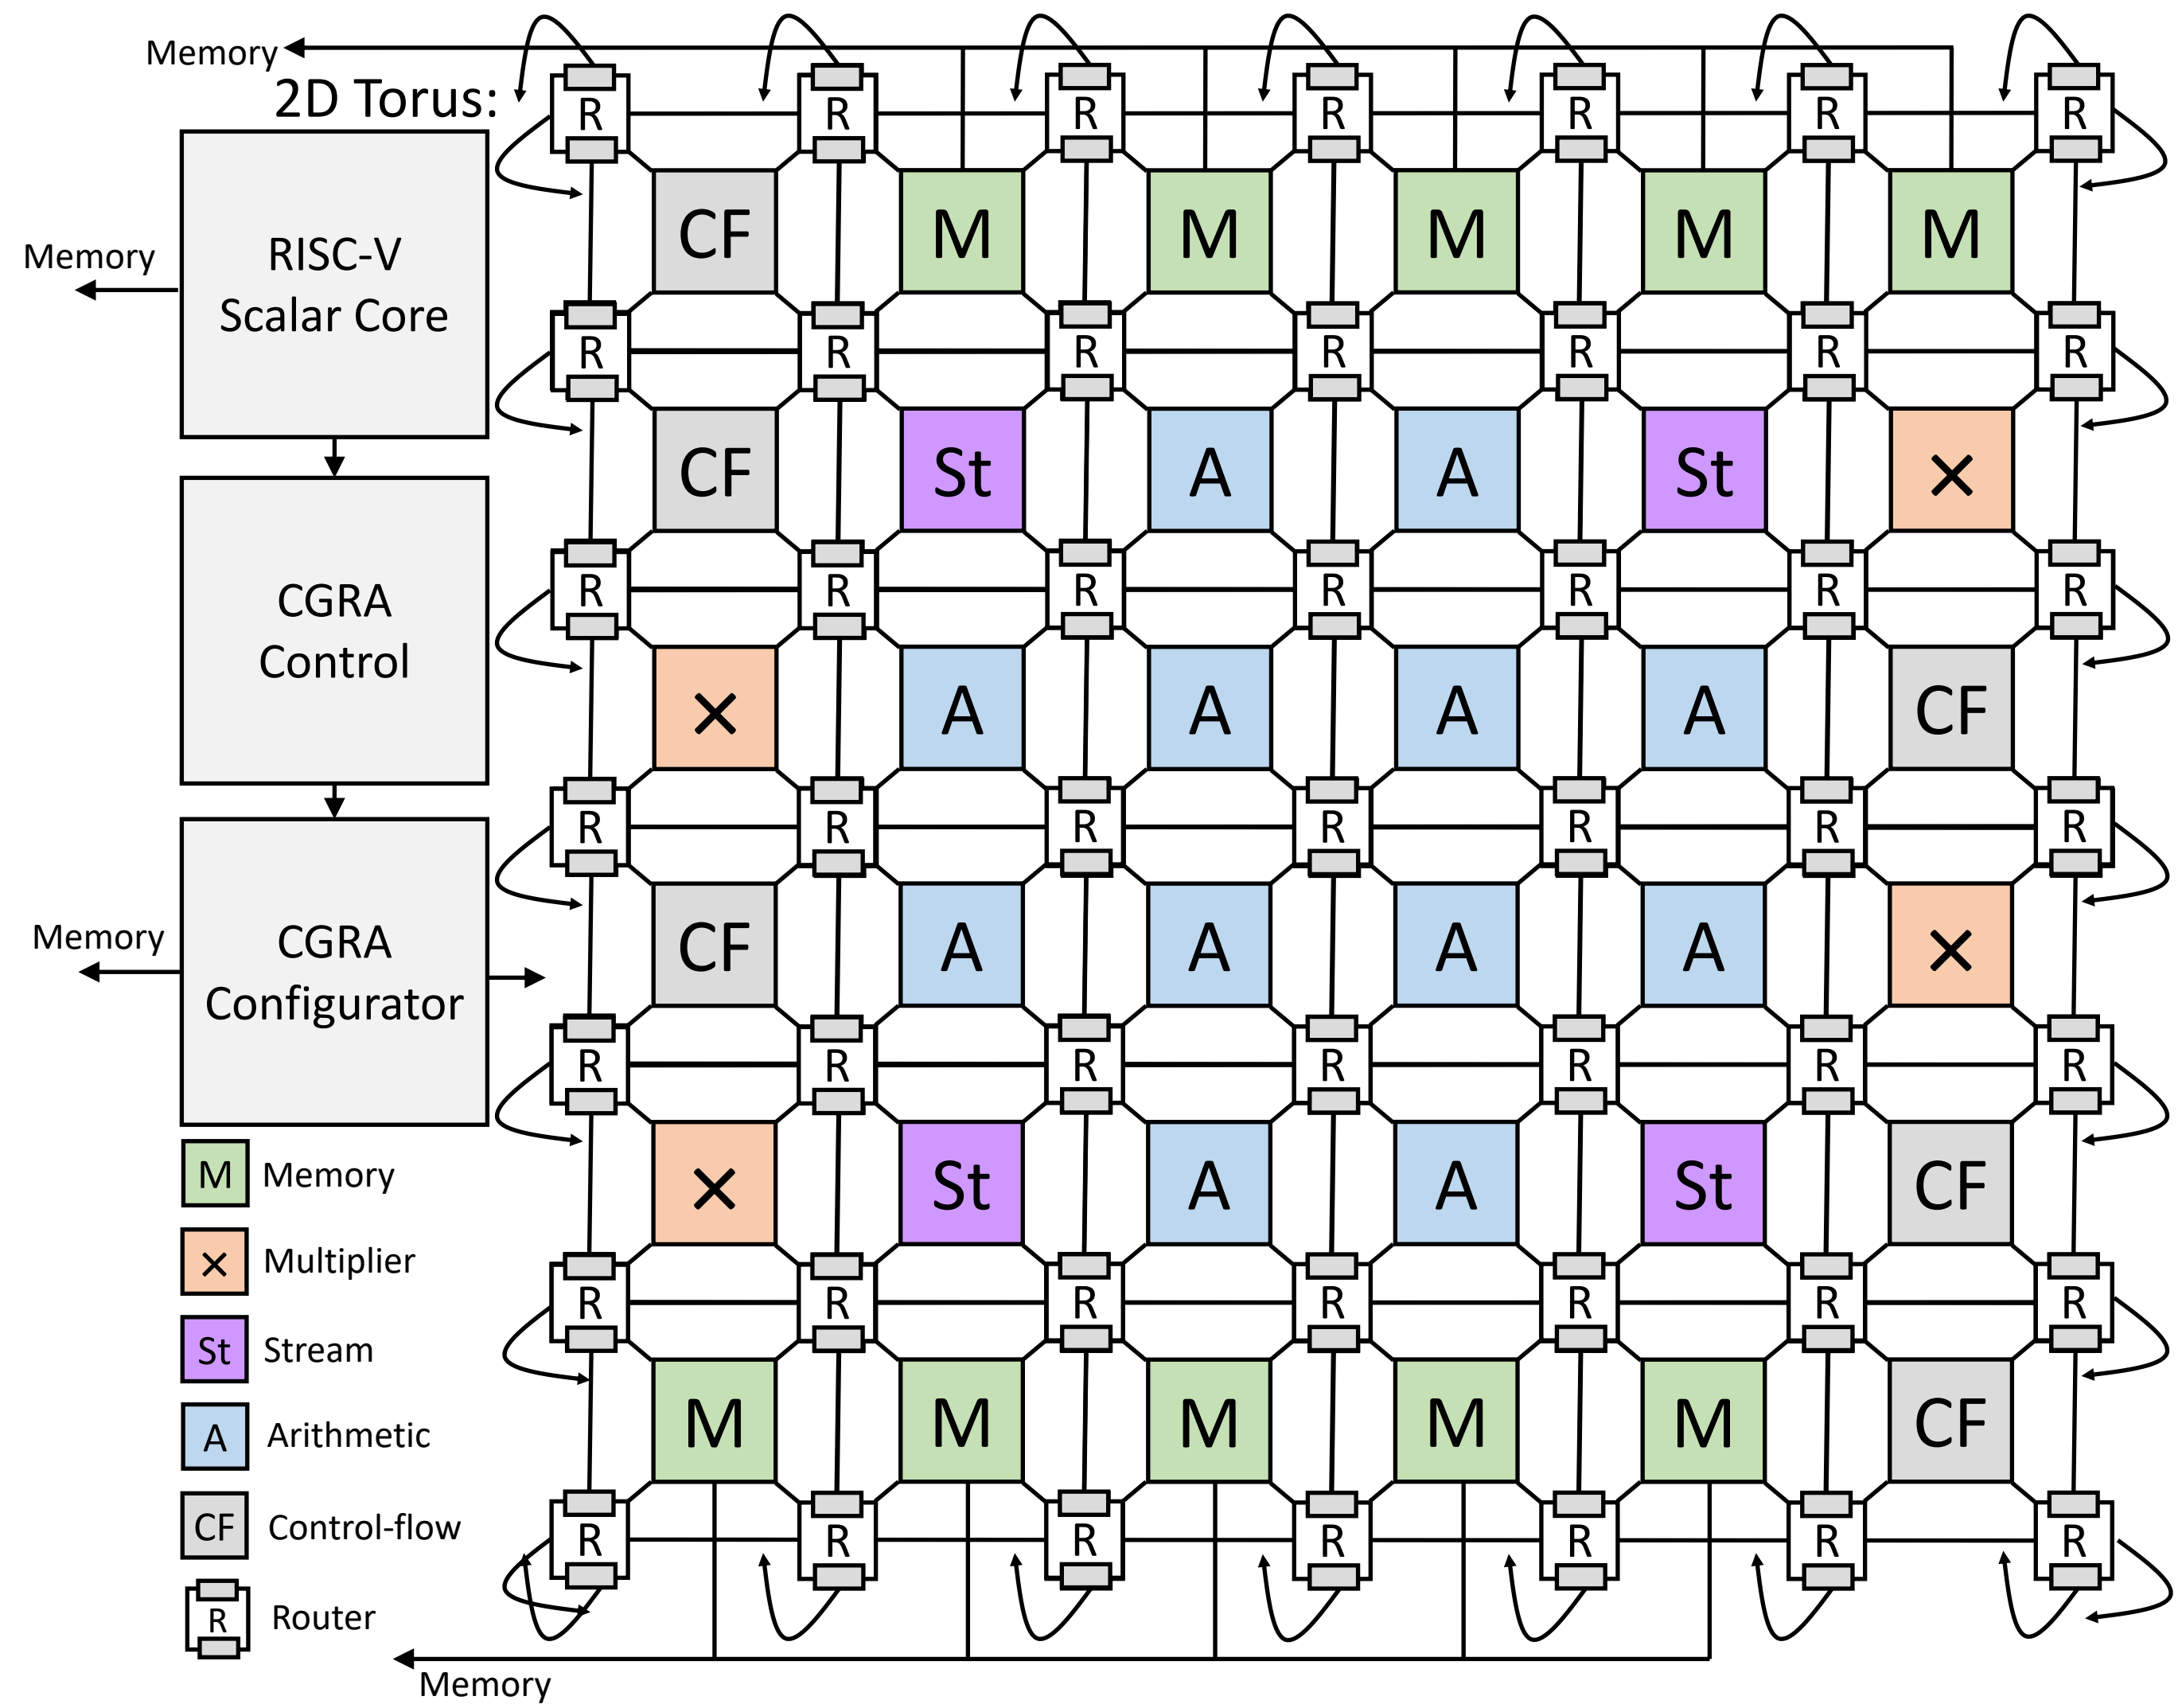 Memory
2D Torus:
R R R R R R R
RISC-V
Scalar Core
Memory
CF M M M M M
R R R R R R R
CF St A A St ×
CGRA
Control
R R R R R R R
× A A A A CF
R R R R R R R
CGRA
Configurator
Memory
CF A A A A ×
R R R R R R R
× St A A St CF
R R R R R R R
M M M M M CF
R R R R R R R
M Memory
× Multiplier
St Stream
A Arithmetic
CF Control-flow
R Router
Memory